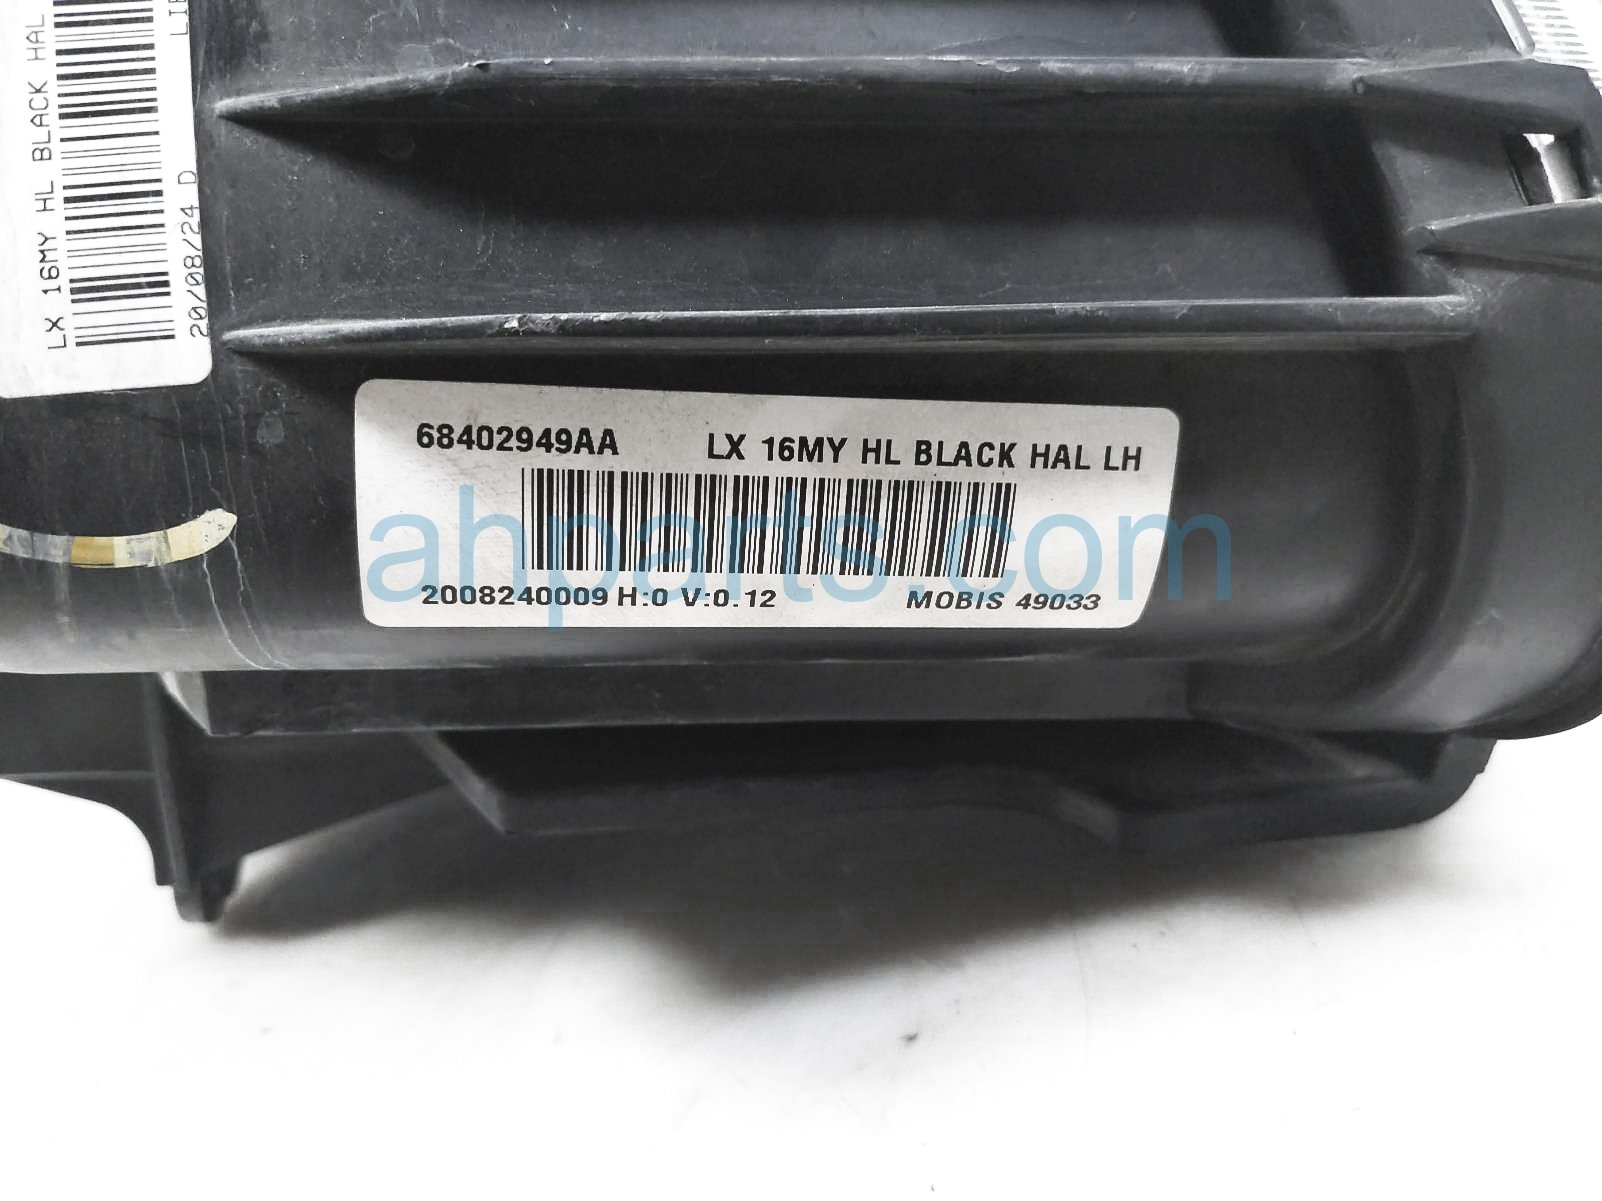 LX 16MY HL BLACK HAL
20/08/24 D
68402949AA LX 16MY HL BLACK HAL LH
2008240009 H:0 V:0.12 MOBIS 49033
ahparts.com